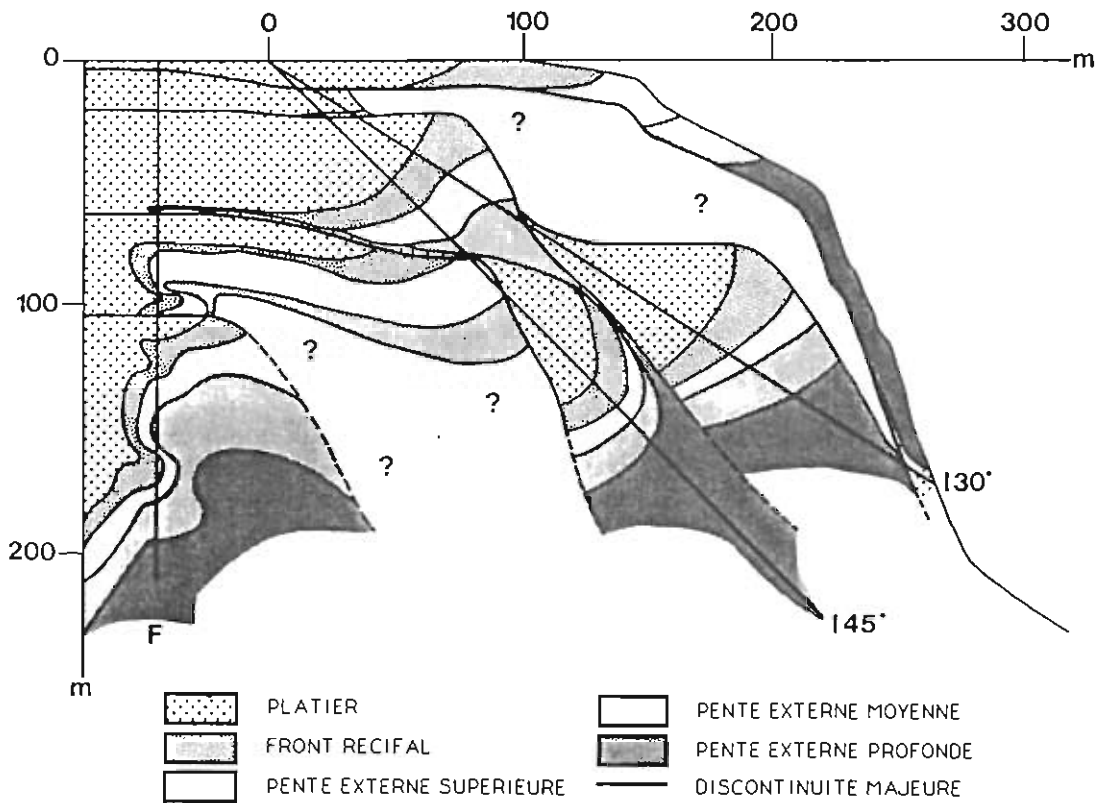 0 100 200 300
0 m
?
?
100
?
?
?
130°
200
145°
F
m
PLATIER PENTE EXTERNE MOYENNE
FRONT RECIFAL PENTE EXTERNE PROFONDE
PENTE EXTERNE SUPERIEURE DISCONTINUITE MAJEURE